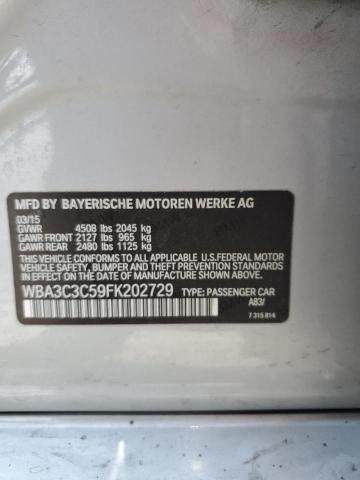 MFD BY BAYERISCHE MOTOREN WERKE AG
03/15
GVWR 4508 lbs 2045 kg
GAWR FRONT 2127 lbs 965 kg
GAWR REAR 2480 lbs 1125 kg
THIS VEHICLE CONFORMS TO ALL APPLICABLE U.S.FEDERAL MOTOR
VEHICLE SAFETY, BUMPER AND THEFT PREVENTION STANDARDS
IN EFFECT ON THE DATE OF MANUFACTURE SHOWN ABOVE.
WBA3C3C59FK202729 TYPE: PASSENGER CAR
A83/
7 315 814